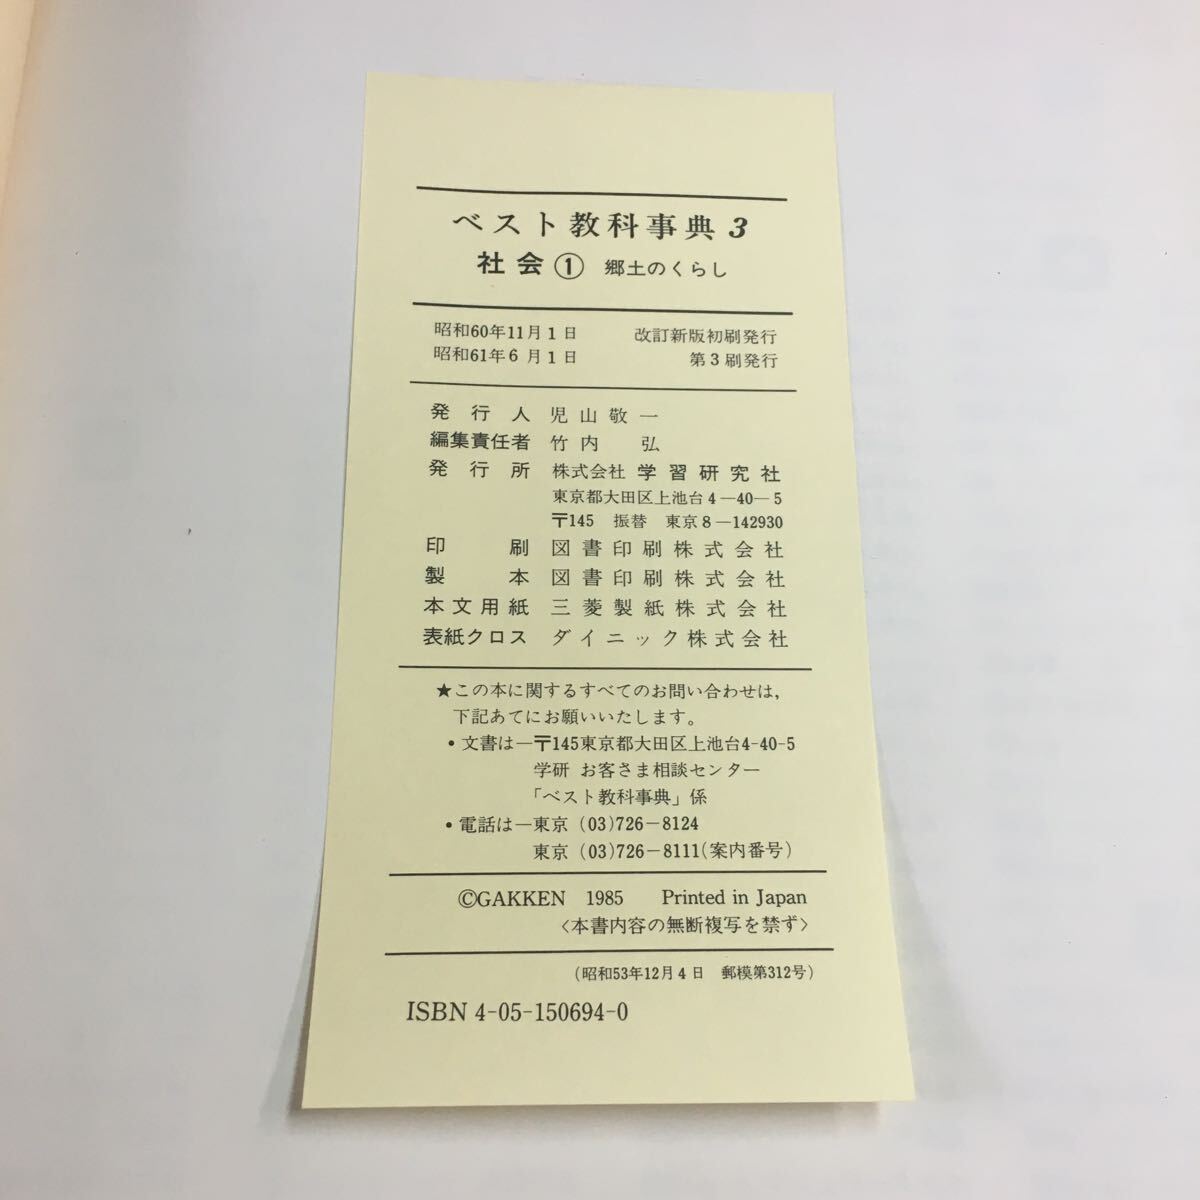 ベスト教科事典 3
社会① 郷土のくらし
昭和60年11月1日 改訂新版初刷発行
昭和61年6月1日 第3刷発行
発行人 児山敬一
編集責任者 竹内 弘
発行所 株式会社 学習研究社
東京都大田区上池台4―40―5
〒145 振替 東京8―142930
印刷 図書印刷株式会社
製本 図書印刷株式会社
本文用紙 三菱製紙株式会社
表紙クロス ダイニック株式会社
★この本に関するすべてのお問い合わせは,
下記あてにお願いいたします。
・文書は―〒145東京都大田区上池台4-40-5
学研 お客さま相談センター
「ベスト教科事典」係
・電話は―東京(03)726－8124
東京(03)726－8111(案内番号)
©GAKKEN 1985 Printed in Japan
〈本書内容の無断複写を禁ず〉
(昭和53年12月4日 郵模第312号)
ISBN 4-05-150694-0